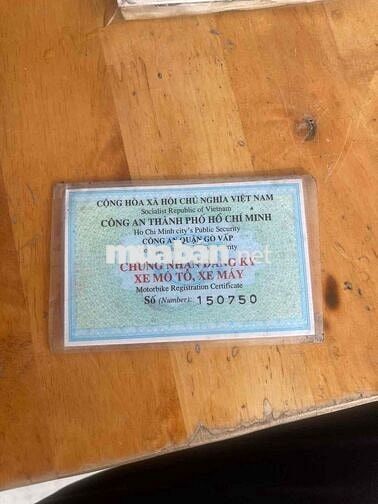 CỘNG HÒA XÃ HỘI CHỦ NGHĨA VIỆT NAM
Socialist Republic of Vietnam
CÔNG AN THÀNH PHỐ HỒ CHÍ MINH
Ho Chi Minh city's Public Security
CÔNG AN QUẬN GÒ VẤP
muaban.net
CHỨNG NHẬN ĐĂNG KÝ
XE MÔ TÔ, XE MÁY
Motorbike Registration Certificate
Số (Number): 150750